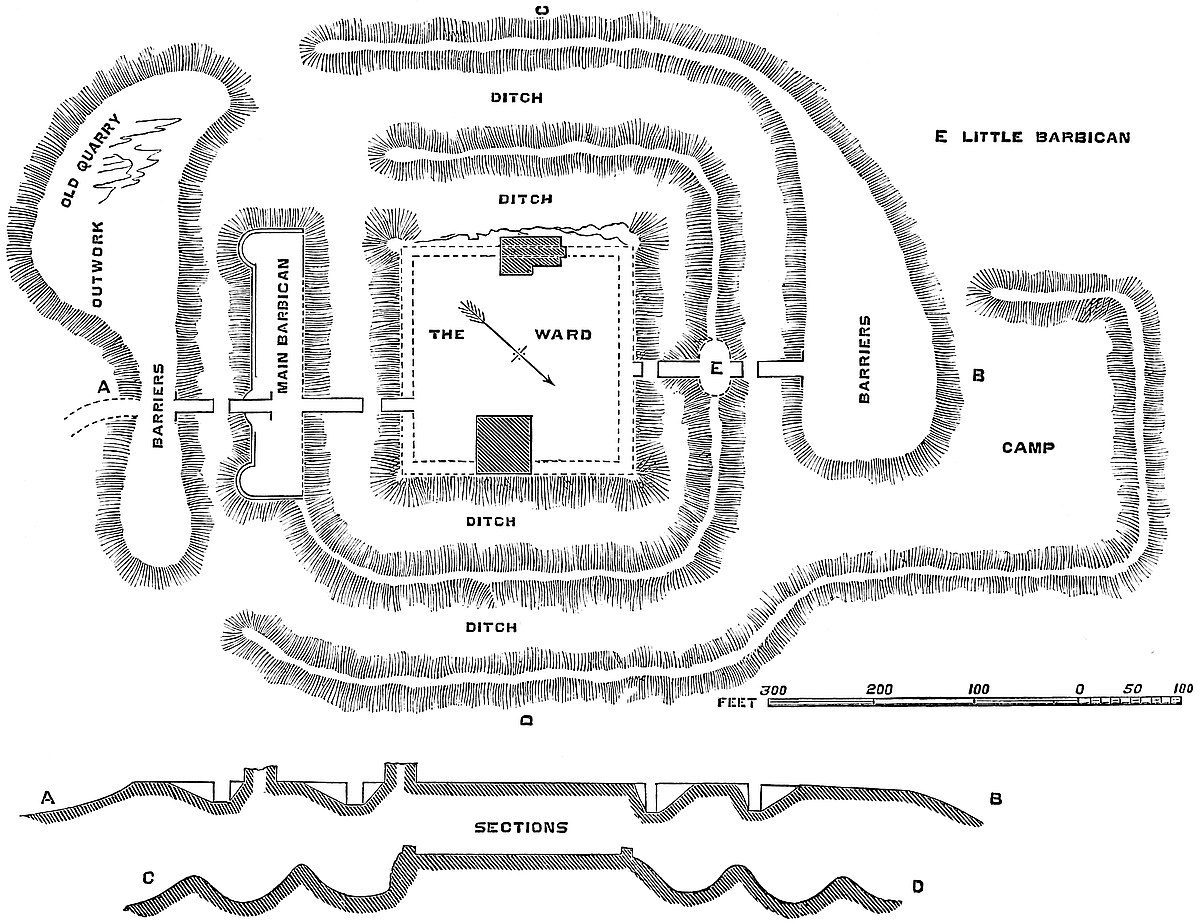 C
DITCH
E LITTLE BARBICAN
OLD QUARRY
DITCH
OUTWORK
MAIN BARBICAN
THE WARD
BARRIERS
E
A
B
BARRIERS
CAMP
DITCH
DITCH
300 200 100 0 50 100
FEET
D
A
B
SECTIONS
C
D